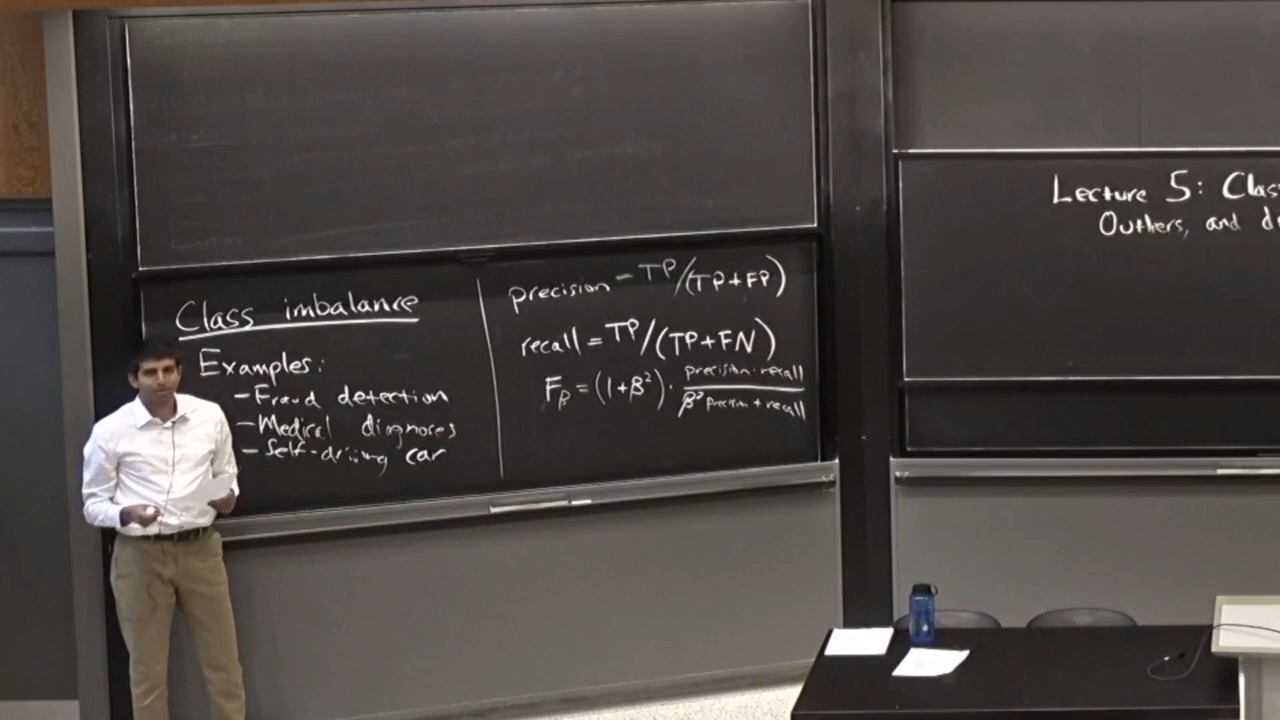 Class imbalance
Examples:
- Fraud detection
- Medical diagnoses
- Self-driving car
precision = TP/(TP+FP)
recall = TP/(TP+FN)
Fβ = (1+β²) · precision · recall / β² precision + recall
Lecture 5: Clas
Outliers, and d